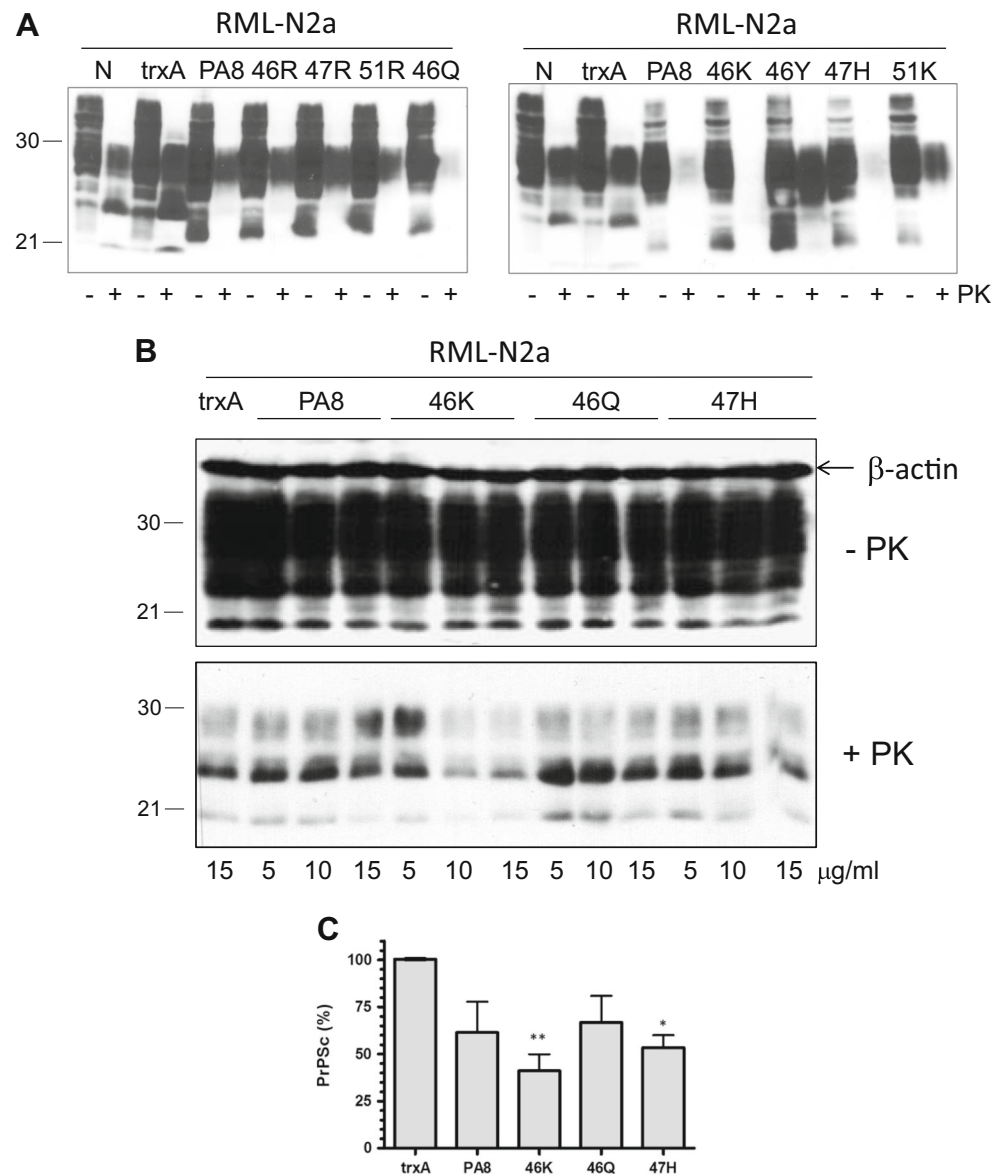 A
RML-N2a
RML-N2a
N trxA PA8 46R 47R 51R 46Q
N trxA PA8 46K 46Y 47H 51K
30
21
- + - + - + - + - + - + - +
- + - + - + - + - + - + - + PK
B
RML-N2a
trxA PA8 46K 46Q 47H
β-actin
30
- PK
21
30
+ PK
21
15 5 10 15 5 10 15 5 10 15 5 10 15 μg/ml
C
PrPSc (%)
100
75
50
25
0
**
*
trxA PA8 46K 46Q 47H